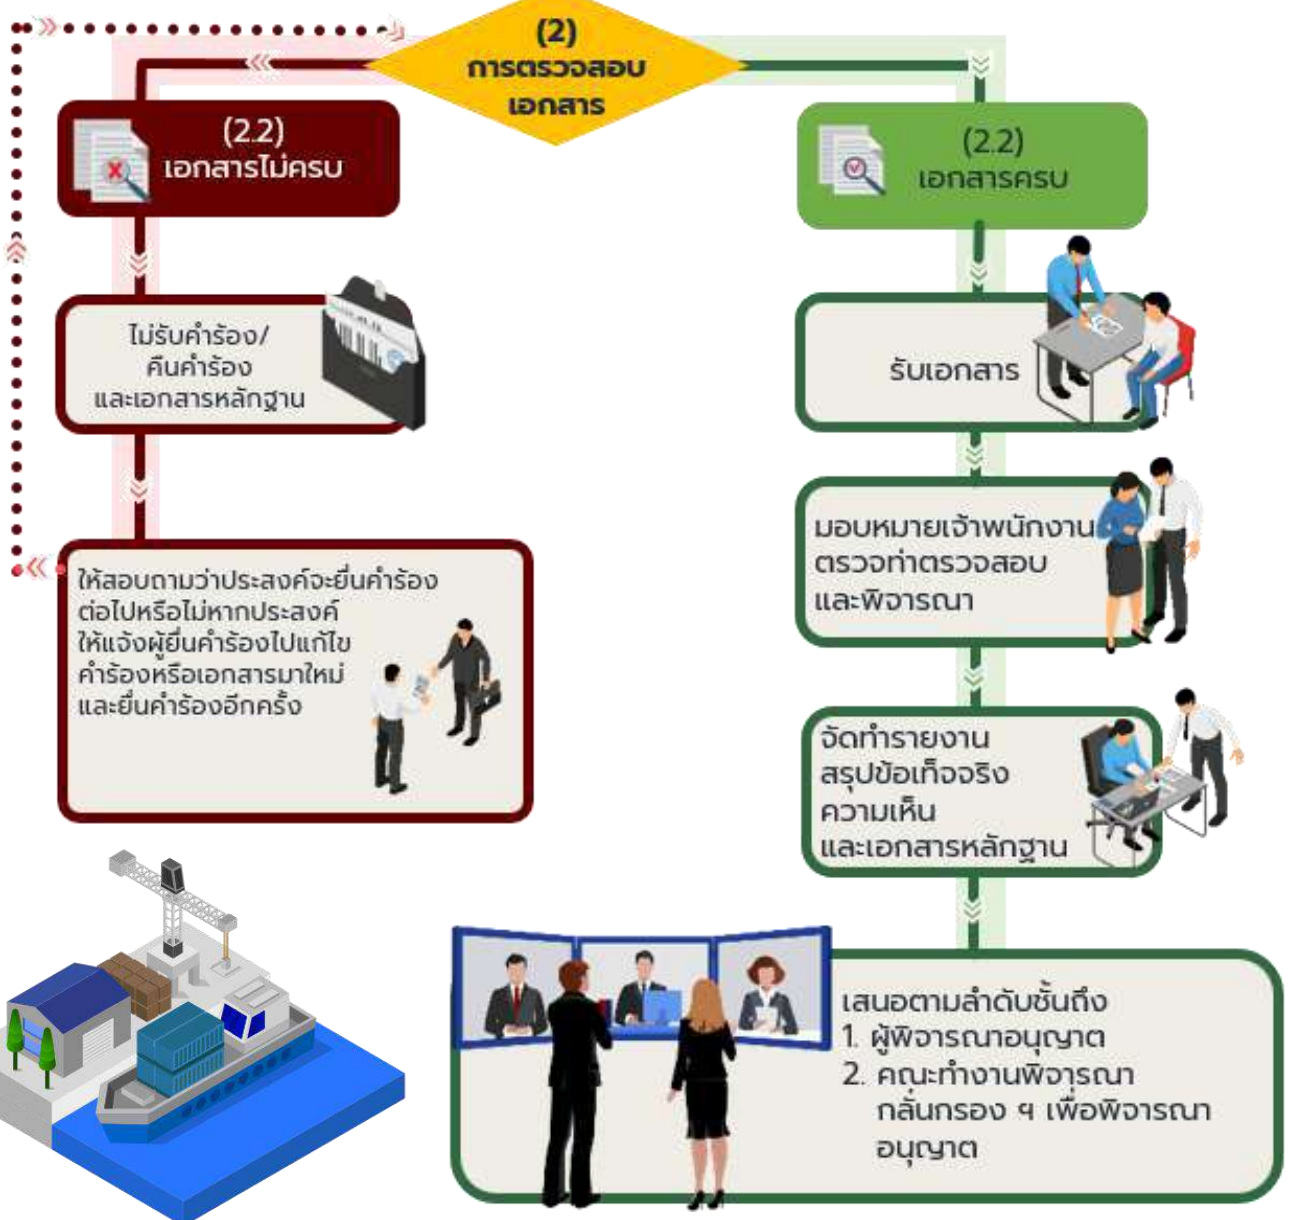 (2)
การตรวจสอบ
เอกสาร
(2.2)
เอกสารไม่ครบ
ไม่รับคำร้อง/
คืนคำร้อง
และเอกสารหลักฐาน
ให้สอบถามว่าประสงค์จะยื่นคำร้อง
ต่อไปหรือไม่หากประสงค์
ให้แจ้งผู้ยื่นคำร้องไปแก้ไข
คำร้องหรือเอกสารมาใหม่
และยื่นคำร้องอีกครั้ง
(2.2)
เอกสารครบ
รับเอกสาร
มอบหมายเจ้าพนักงาน
ตรวจท่าตรวจสอบ
และพิจารณา
จัดทำรายงาน
สรุปข้อเท็จจริง
ความเห็น
และเอกสารหลักฐาน
เสนอตามลำดับชั้นถึง
1. ผู้พิจารณาอนุญาต
2. คณะทำงานพิจารณา
กลั่นกรอง ฯ เพื่อพิจารณา
อนุญาต